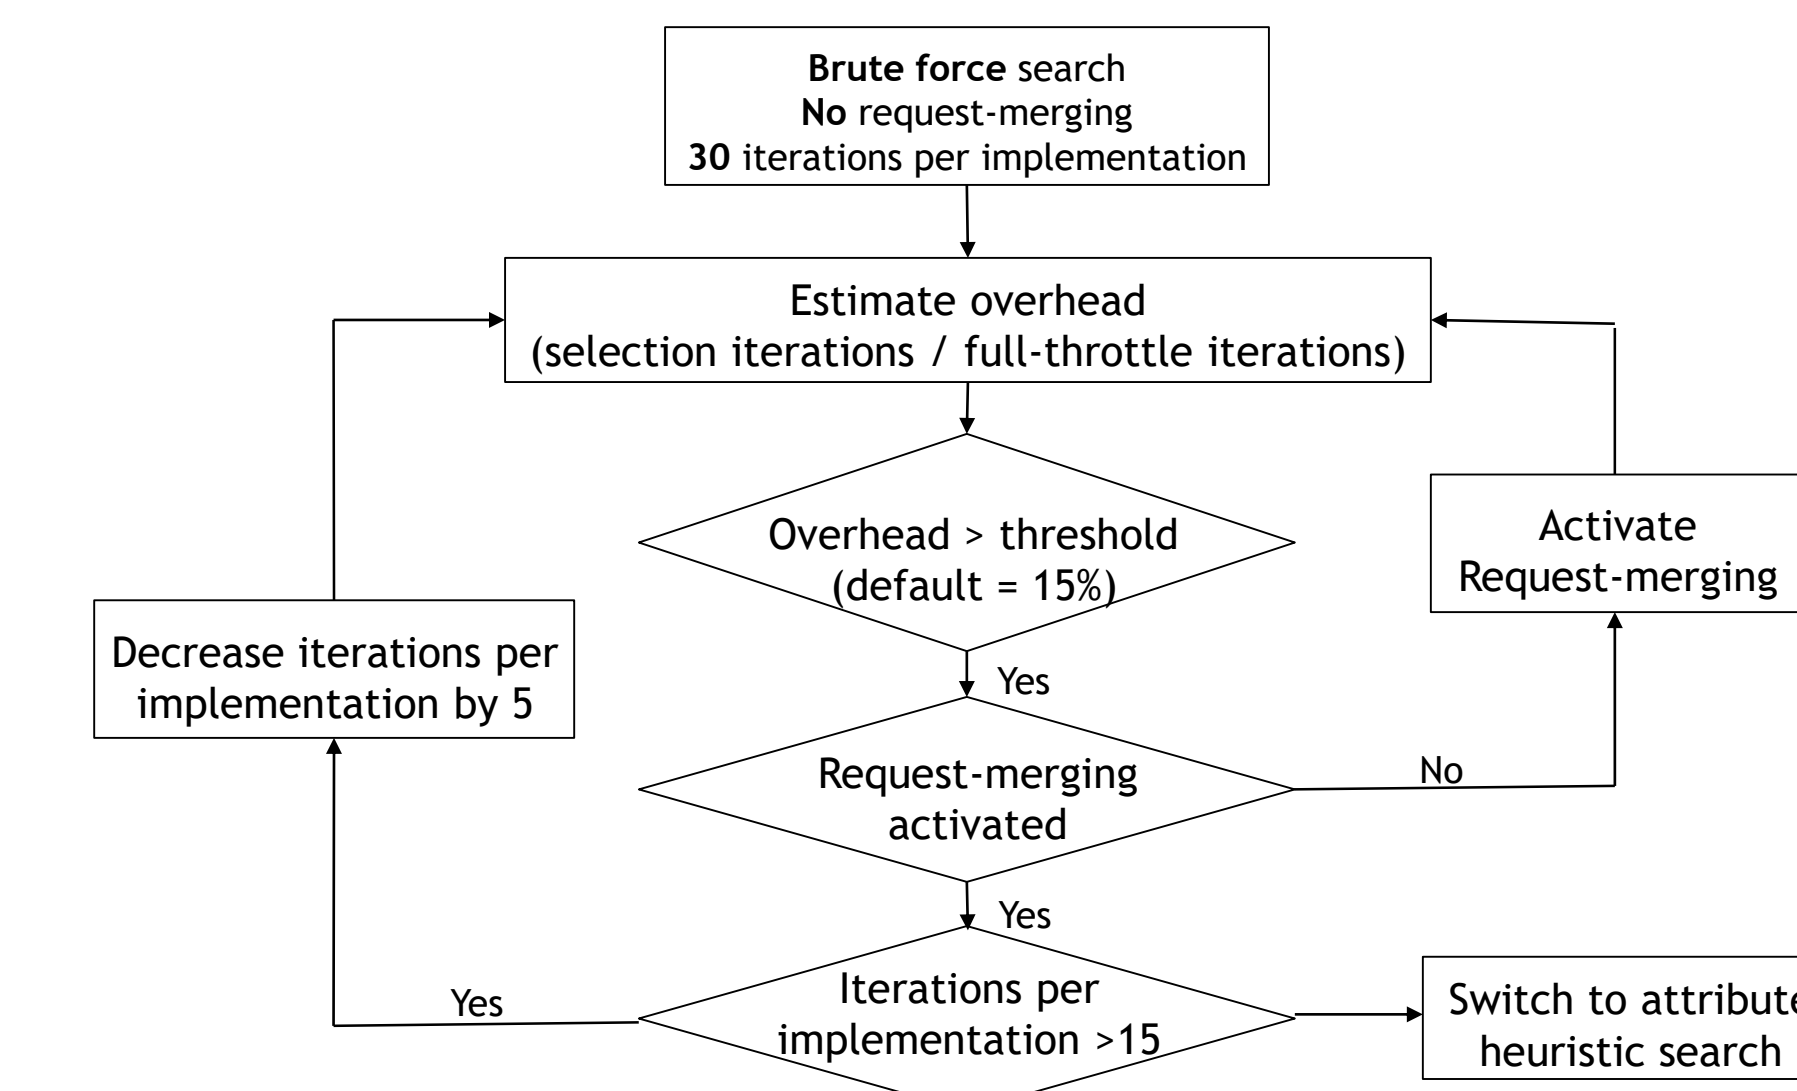 Brute force search
No request-merging
30 iterations per implementation
Estimate overhead
(selection iterations / full-throttle iterations)
Overhead > threshold
(default = 15%)
Activate
Request-merging
Decrease iterations per
implementation by 5
Yes
Request-merging
activated
No
Yes
Iterations per
implementation >15
Yes
Switch to attribute
heuristic search